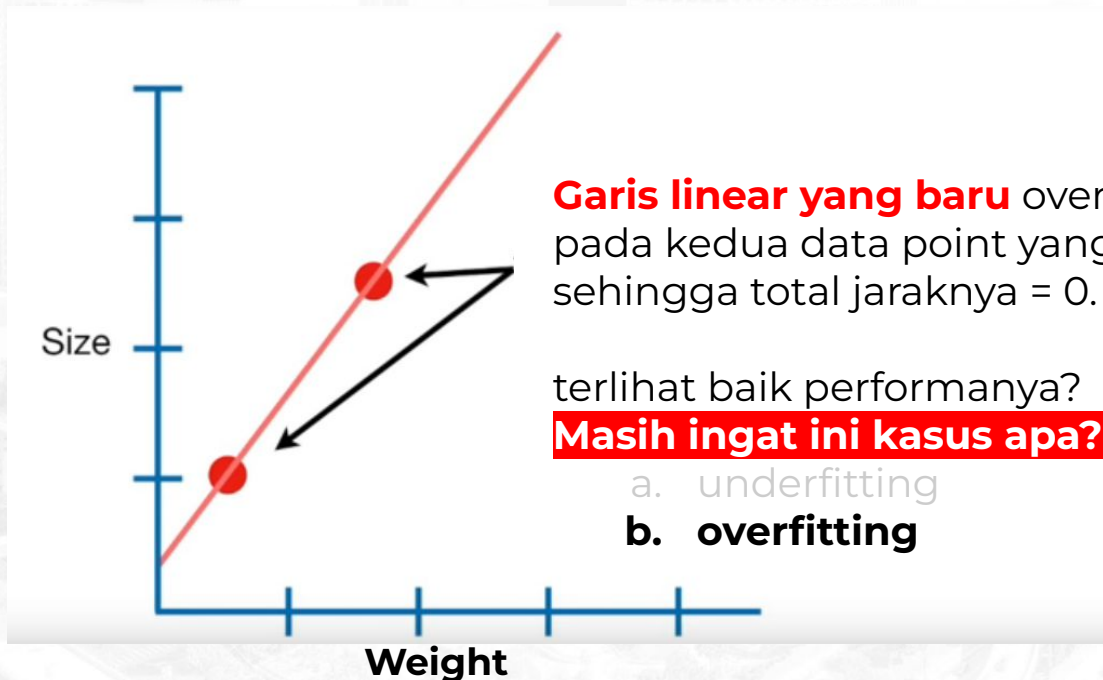 Garis linear yang baru
pada kedua data point yang
sehingga total jaraknya = 0.
Size
terlihat baik performanya?
Masih ingat ini kasus apa?
a. underfitting
b. overfitting
Weight